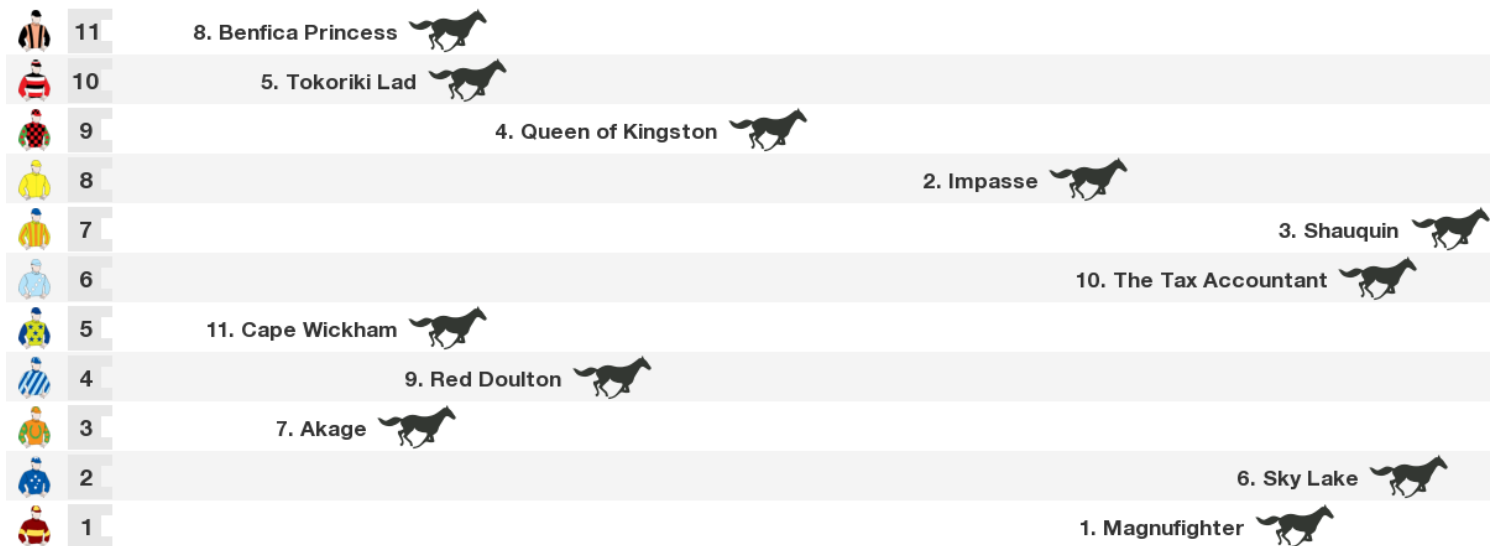 11 8. Benfica Princess
10 5. Tokoriki Lad
9 4. Queen of Kingston
8 2. Impasse
7 3. Shauquin
6 10. The Tax Accountant
5 11. Cape Wickham
4 9. Red Doulton
3 7. Akage
2 6. Sky Lake
1 1. Magnufighter